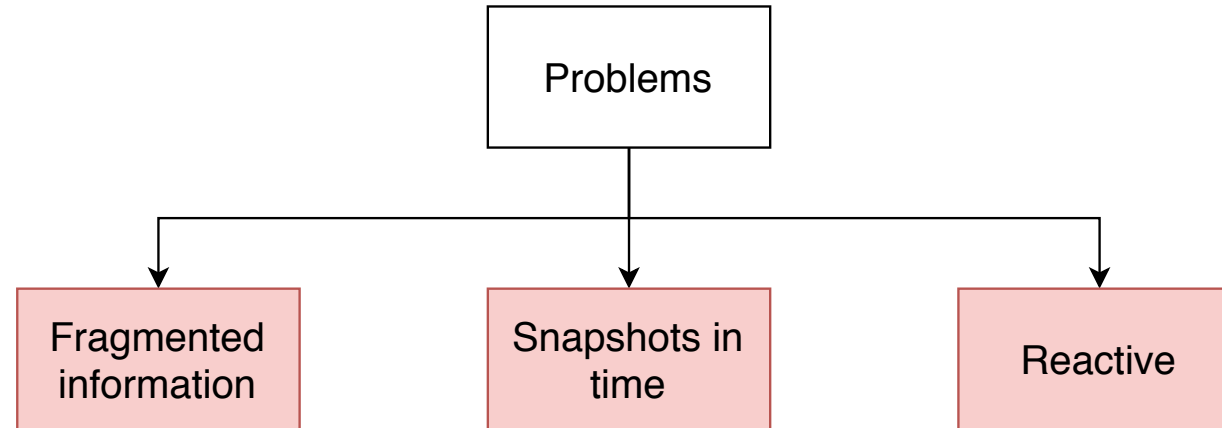 Problems
Fragmented
information
Snapshots in
time
Reactive